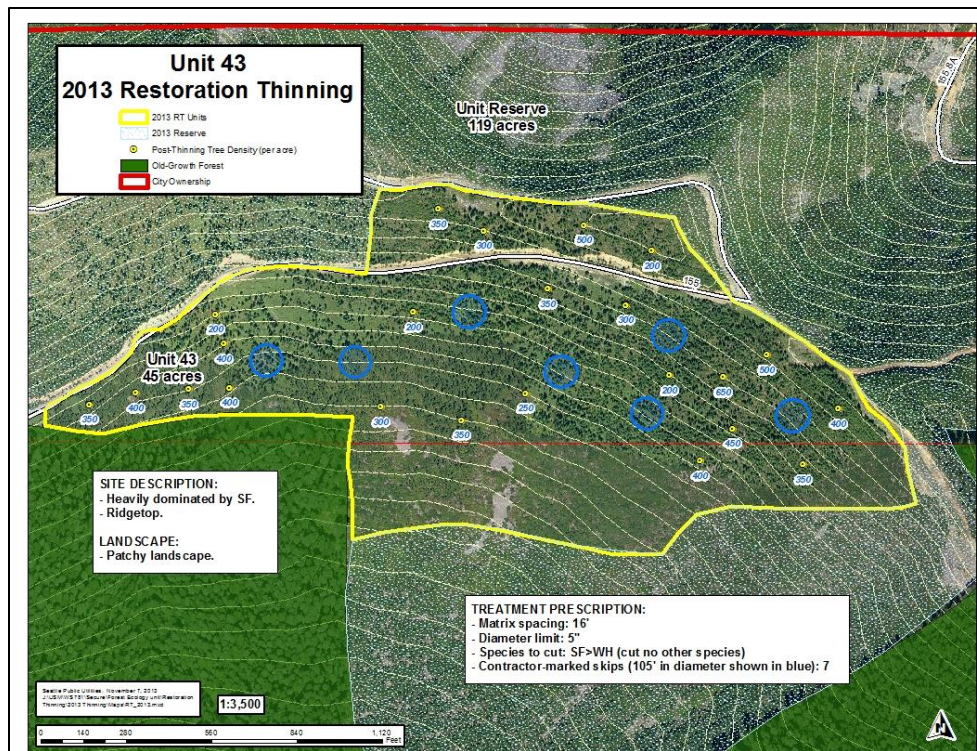 Unit 43
2013 Restoration Thinning
2013 RT Units
2013 Reserve
Post-Thinning Tree Density (per acre)
Old-Growth Forest
City Ownership
Unit Reserve
119 acres
155.8A
350
300
500
200
155
350
300
200
200
400
500
Unit 43
45 acres
200
650
350
400
350
400
250
300
350
400
450
400
350
SITE DESCRIPTION:
- Heavily dominated by SF.
- Ridgetop.
LANDSCAPE:
- Patchy landscape.
TREATMENT PRESCRIPTION:
- Matrix spacing: 16'
- Diameter limit: 5"
- Species to cut: SF>WH (cut no other species)
- Contractor-marked skips (105' in diameter shown in blue): 7
Seattle Public Utilities, November 7, 2013
1:3,500
0 140 280 560 840 1,120
Feet
N